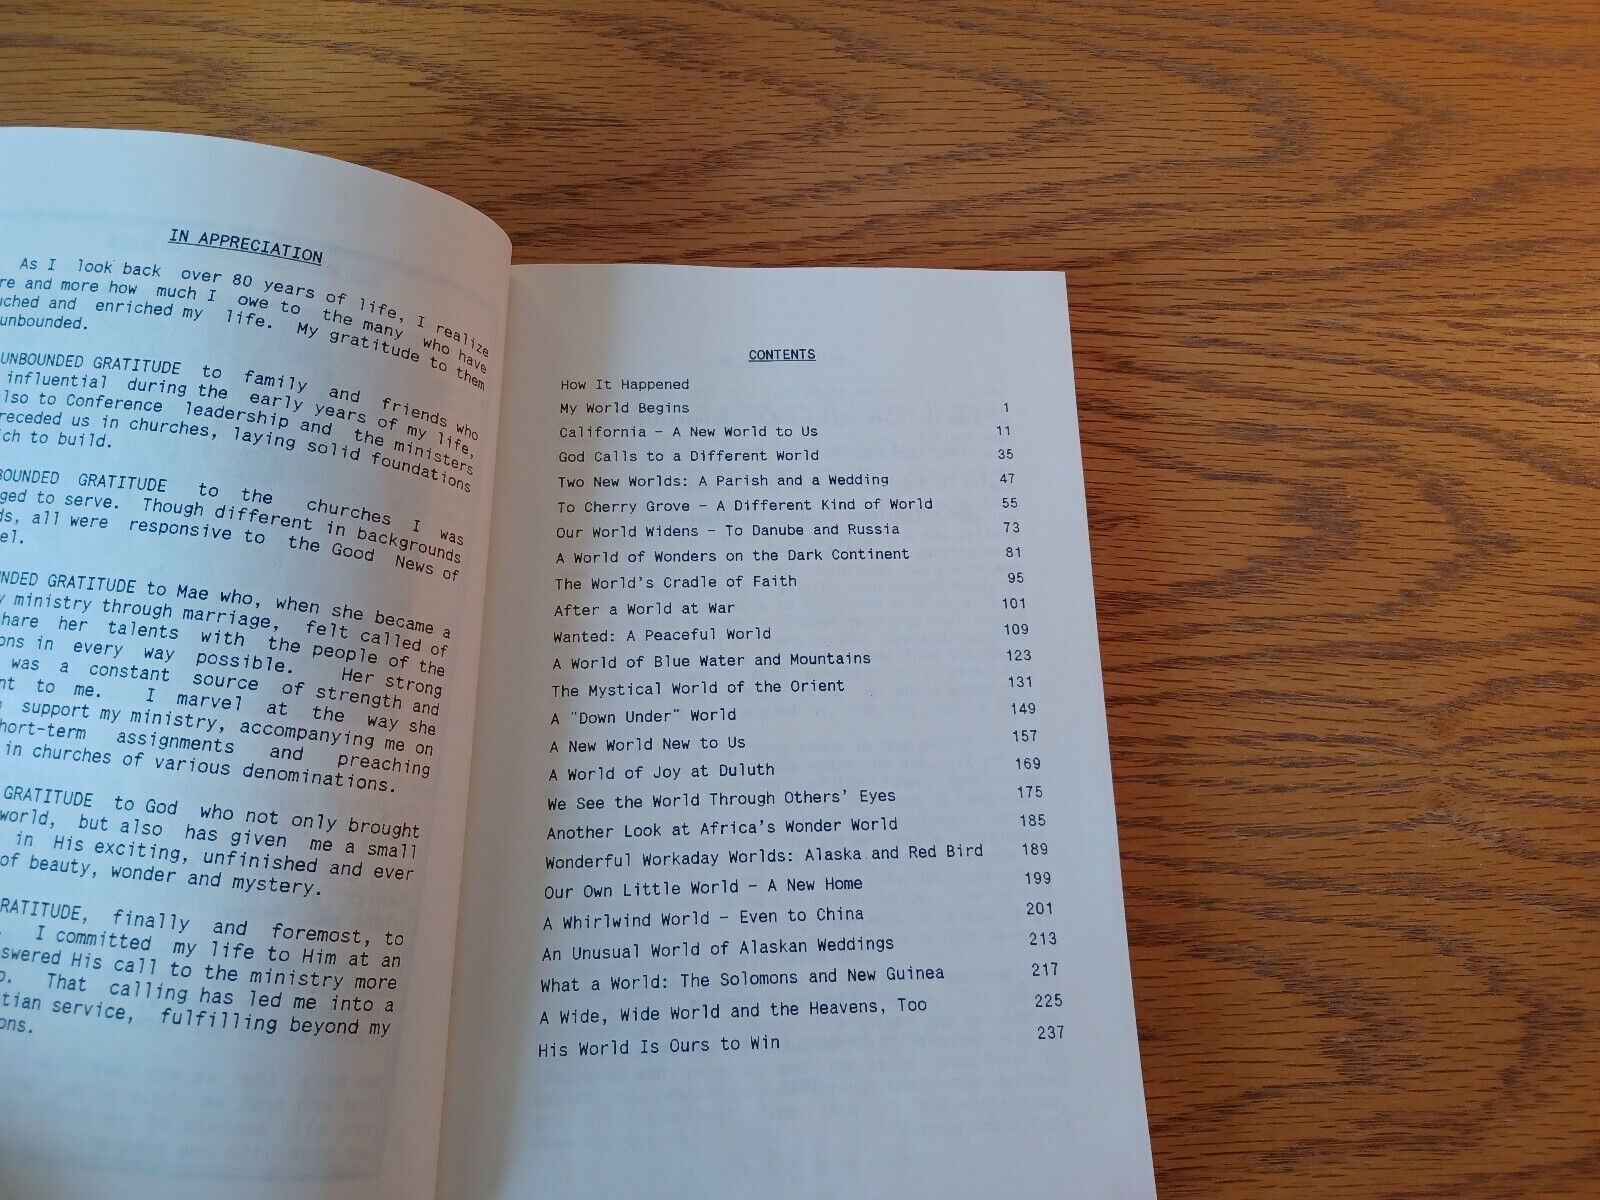 IN APPRECIATION
As I look back over 80 years of life, I realize
re and more how much I owe to the many who have
uched and enriched my life. My gratitude to them
unbounded.
UNBOUNDED GRATITUDE to family and friends who
influential during the early years of my life,
also to Conference leadership and the ministers
receded us in churches, laying solid foundations
ich to build.
BOUNDED GRATITUDE to the churches I was
ged to serve. Though different in backgrounds
ds, all were responsive to the Good News of
el.
UNDED GRATITUDE to Mae who, when she became a
y ministry through marriage, felt called of
hare her talents with the people of the
ons in every way possible. Her strong
was a constant source of strength and
nt to me. I marvel at the way she
o support my ministry, accompanying me on
hort-term assignments and preaching
in churches of various denominations.
GRATITUDE to God who not only brought
world, but also has given me a small
in His exciting, unfinished and ever
of beauty, wonder and mystery.
RATITUDE, finally and foremost, to
. I committed my life to Him at an
swered His call to the ministry more
o. That calling has led me into a
tian service, fulfilling beyond my
ons.
CONTENTS
How It Happened
My World Begins 1
California - A New World to Us 11
God Calls to a Different World 35
Two New Worlds: A Parish and a Wedding 47
To Cherry Grove - A Different Kind of World 55
Our World Widens - To Danube and Russia 73
A World of Wonders on the Dark Continent 81
The World's Cradle of Faith 95
After a World at War 101
Wanted: A Peaceful World 109
A World of Blue Water and Mountains 123
The Mystical World of the Orient 131
A "Down Under" World 149
A New World New to Us 157
A World of Joy at Duluth 169
We See the World Through Others' Eyes 175
Another Look at Africa's Wonder World 185
Wonderful Workaday Worlds: Alaska and Red Bird 189
Our Own Little World - A New Home 199
A Whirlwind World - Even to China 201
An Unusual World of Alaskan Weddings 213
What a World: The Solomons and New Guinea 217
A Wide, Wide World and the Heavens, Too 225
His World Is Ours to Win 237